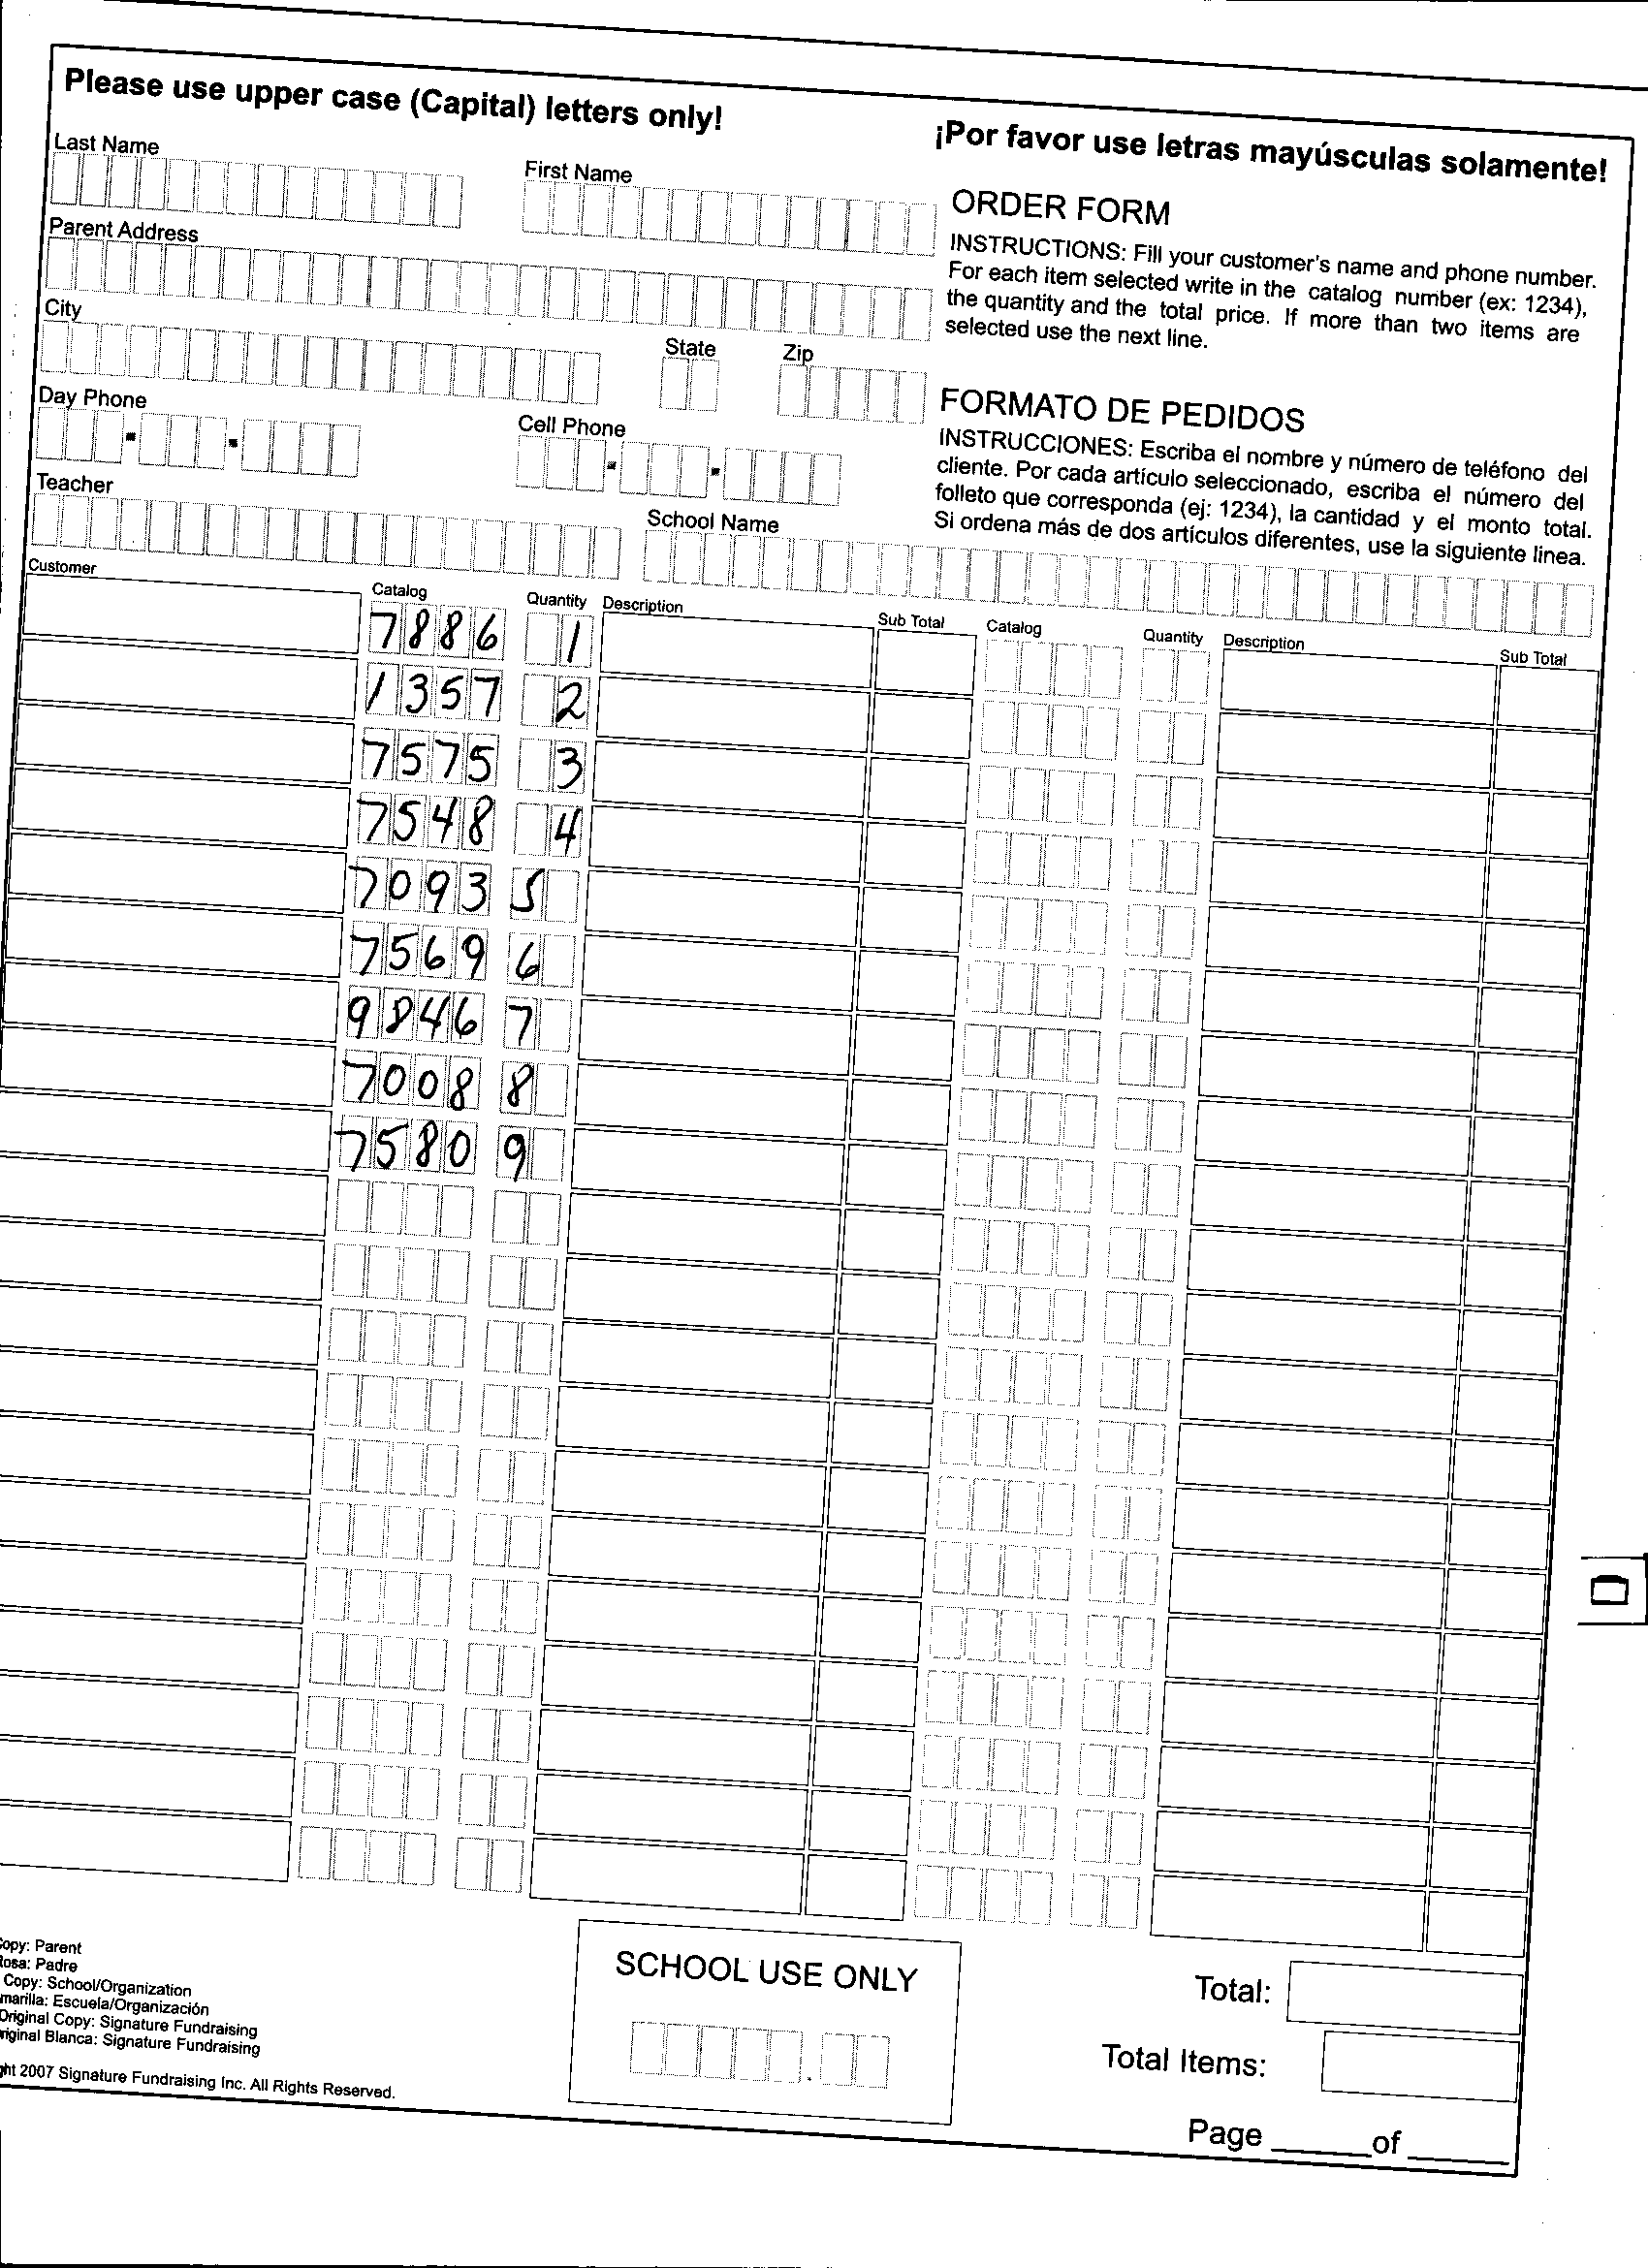 Please use upper case (Capital) letters only!
¡Por favor use letras mayúsculas solamente!
Last Name
First Name
Parent Address
City
State
Zip
Day Phone
Cell Phone
Teacher
School Name
ORDER FORM
INSTRUCTIONS: Fill your customer's name and phone number.
For each item selected write in the catalog number (ex: 1234),
the quantity and the total price. If more than two items are
selected use the next line.
FORMATO DE PEDIDOS
INSTRUCCIONES: Escriba el nombre y número de teléfono del
cliente. Por cada artículo seleccionado, escriba el número del
folleto que corresponda (ej: 1234), la cantidad y el monto total.
Si ordena más de dos artículos diferentes, use la siguiente linea.
Customer Catalog Quantity Description Sub Total Catalog Quantity Description Sub Total
7886 1
1357 2
7575 3
7548 4
7093 5
7569 6
9846 7
7008 8
7580 9
opy: Parent
osa: Padre
Copy: School/Organization
marilla: Escuela/Organización
Original Copy: Signature Fundraising
riginal Blanca: Signature Fundraising
ght 2007 Signature Fundraising Inc. All Rights Reserved.
SCHOOL USE ONLY
.
Total:
Total Items:
Page ______ of ______
D